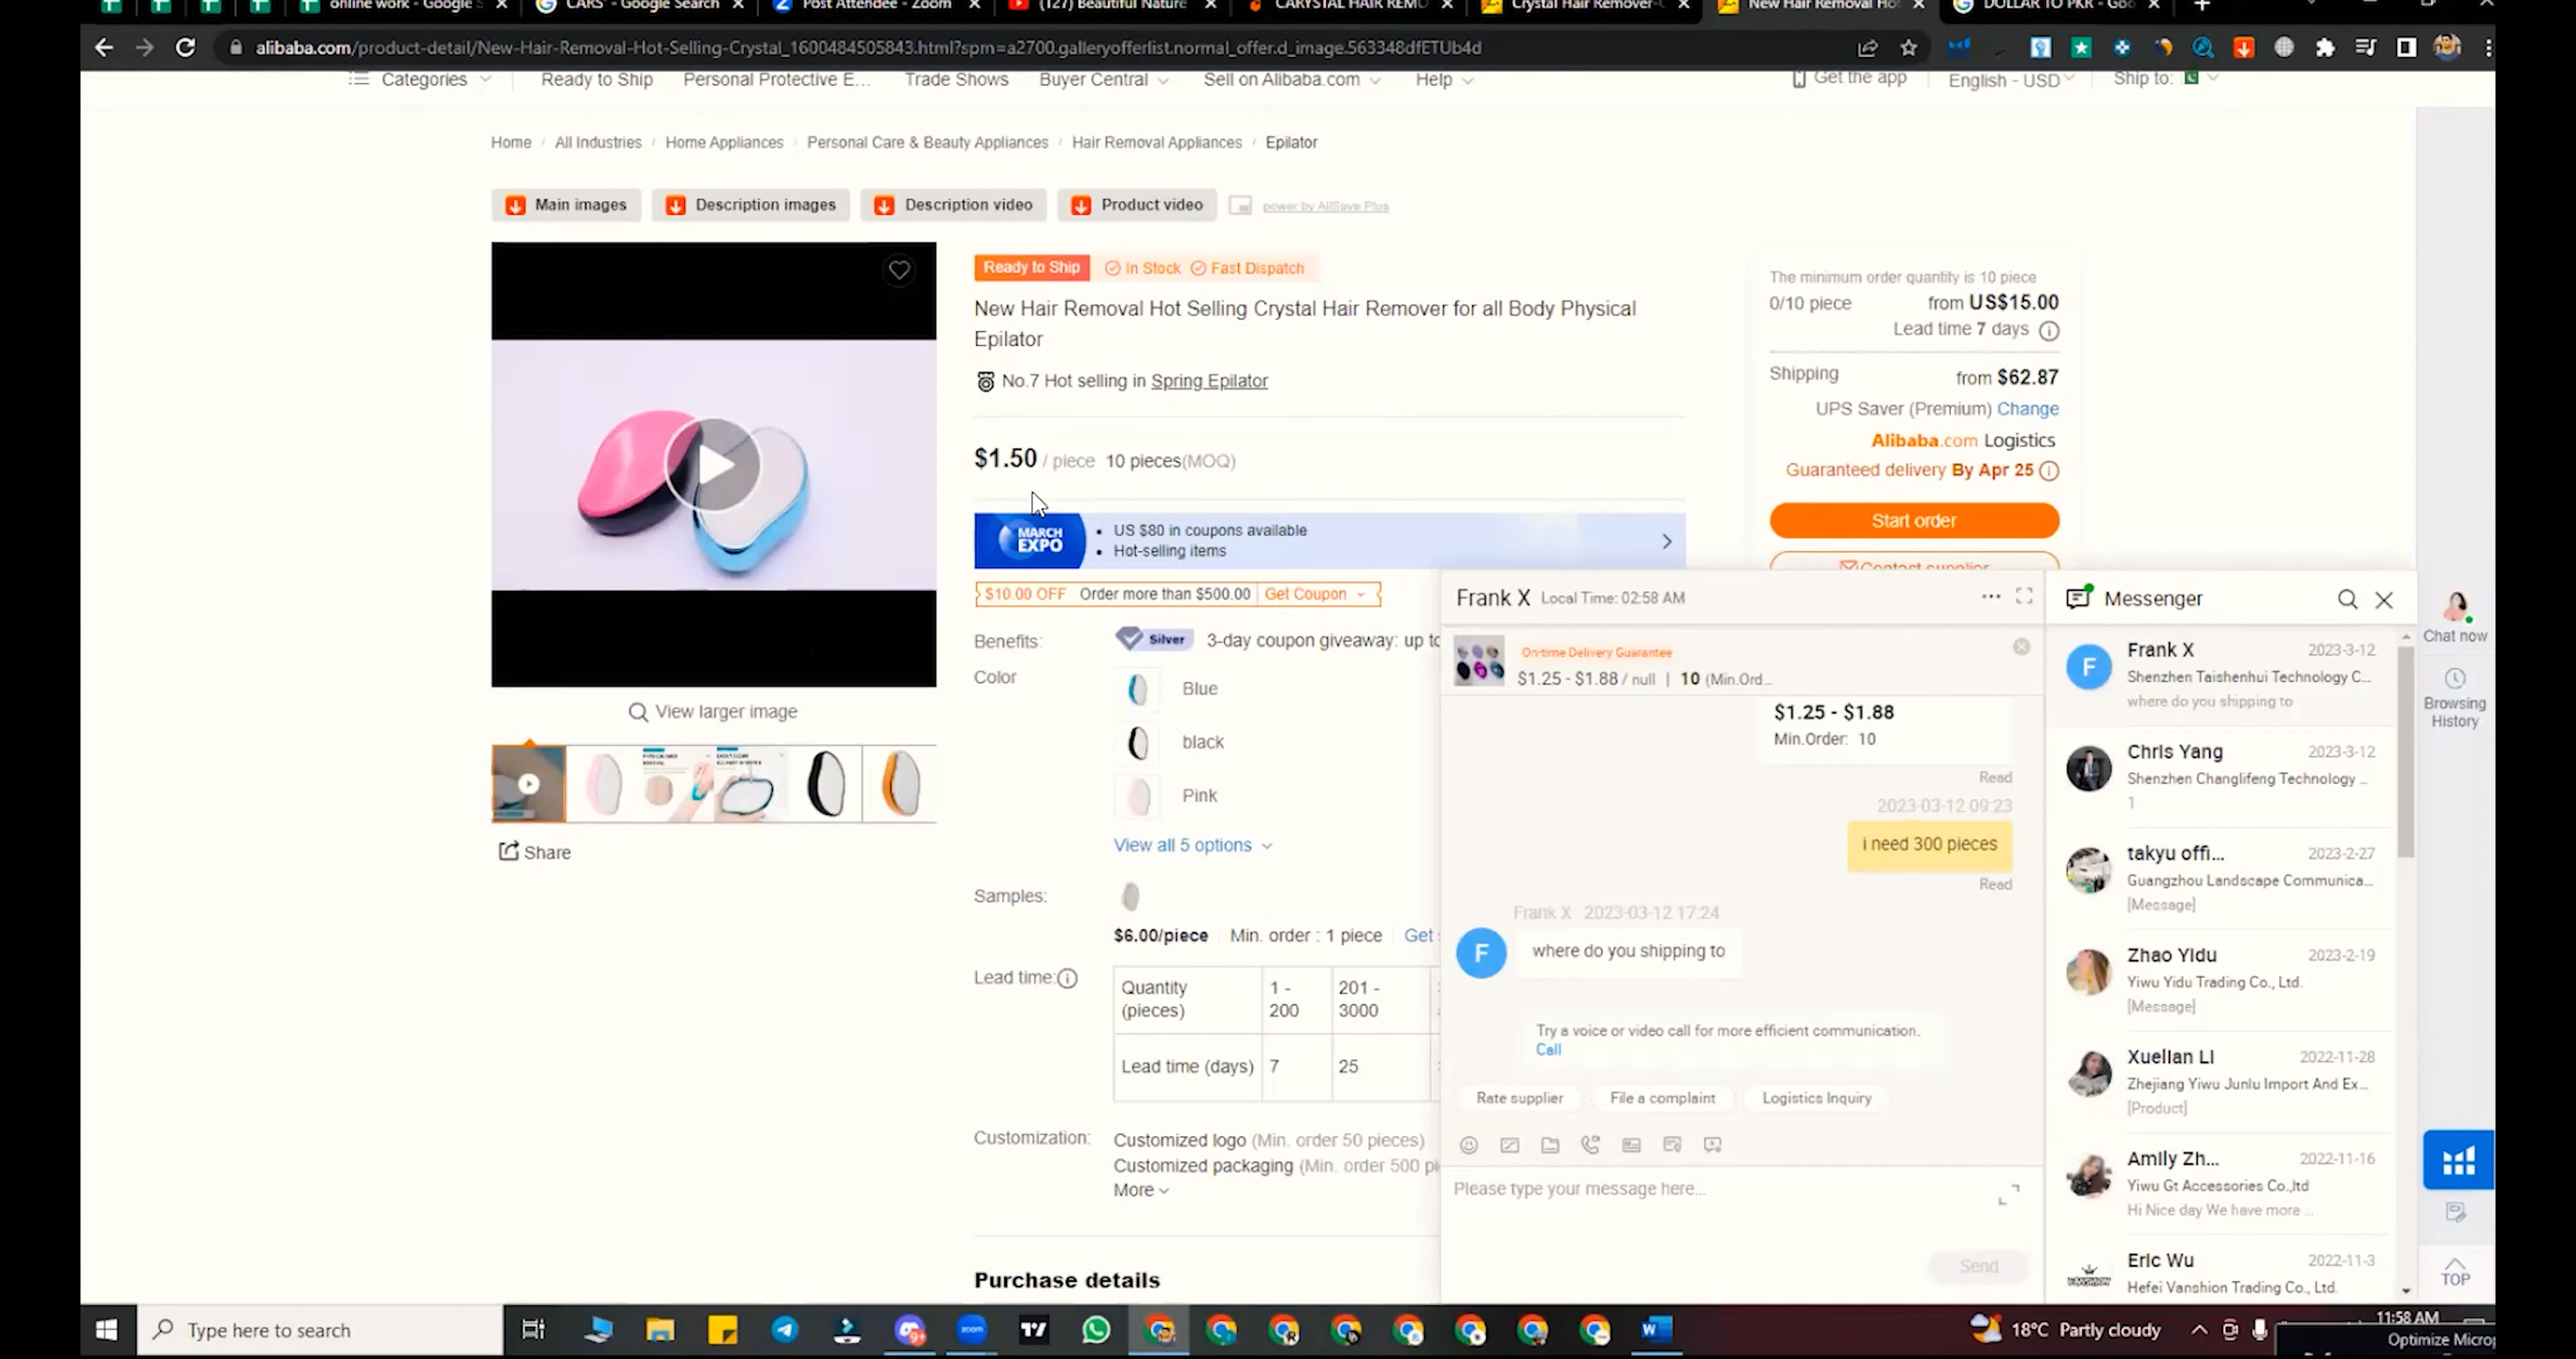 online work - Google S
CARS' - Google Search
Post Attendee - Zoom
(127) Beautiful Nature
CARYSTAL HAIR REMO
Crystal Hair Remover-C
New Hair Removal Hot
DOLLAR TO PKR - Goo
alibaba.com/product-detail/New-Hair-Removal-Hot-Selling-Crystal_1600484505843.html?spm=a2700.galleryofferlist.normal_offer.d_image.563348dfETUb4d
Categories
Ready to Ship
Personal Protective E...
Trade Shows
Buyer Central
Sell on Alibaba.com
Help
Get the app
English - USD
Ship to:
Home / All Industries / Home Appliances / Personal Care & Beauty Appliances / Hair Removal Appliances / Epilator
Main images
Description images
Description video
Product video
power by AliSave Plus
View larger image
Share
Ready to Ship In Stock Fast Dispatch
New Hair Removal Hot Selling Crystal Hair Remover for all Body Physical
Epilator
No.7 Hot selling in Spring Epilator
$1.50 / piece 10 pieces(MOQ)
MARCH
EXPO
• US $80 in coupons available
• Hot-selling items
$10.00 OFF Order more than $500.00 Get Coupon
Benefits: Silver 3-day coupon giveaway: up to
Color
Blue
black
Pink
View all 5 options
Samples:
$6.00/piece Min. order : 1 piece Get
Lead time:
Quantity
(pieces)
1 -
200
201 -
3000
Lead time (days) 7 25
Customization: Customized logo (Min. order 50 pieces)
Customized packaging (Min. order 500 pi
More
Purchase details
The minimum order quantity is 10 piece
0/10 piece from US$15.00
Lead time 7 days
Shipping from $62.87
UPS Saver (Premium) Change
Alibaba.com Logistics
Guaranteed delivery By Apr 25
Start order
Contact supplier
Frank X Local Time: 02:58 AM
On-time Delivery Guarantee
$1.25 - $1.88 / null | 10 (Min.Ord...
$1.25 - $1.88
Min.Order: 10
Read
2023-03-12 09:23
i need 300 pieces
Read
Frank X 2023-03-12 17:24
F
where do you shipping to
Try a voice or video call for more efficient communication.
Call
Rate supplier
File a complaint
Logistics Inquiry
Please type your message here...
Send
Messenger
F
Frank X 2023-3-12
Shenzhen Taishenhui Technology C...
where do you shipping to
Chris Yang 2023-3-12
Shenzhen Changlifeng Technology ...
1
takyu offi... 2023-2-27
Guangzhou Landscape Communica...
[Message]
Zhao Yidu 2023-2-19
Yiwu Yidu Trading Co., Ltd.
[Message]
Xuelian Li 2022-11-28
Zhejiang Yiwu Junlu Import And Ex...
[Product]
Amily Zh... 2022-11-16
Yiwu Gt Accessories Co.,ltd
Hi Nice day We have more ...
Eric Wu 2022-11-3
Hefei Vanshion Trading Co., Ltd.
Chat now
Browsing
History
TOP
Type here to search
9+
zoom
18°C Partly cloudy
11:58 AM
Optimize Microp